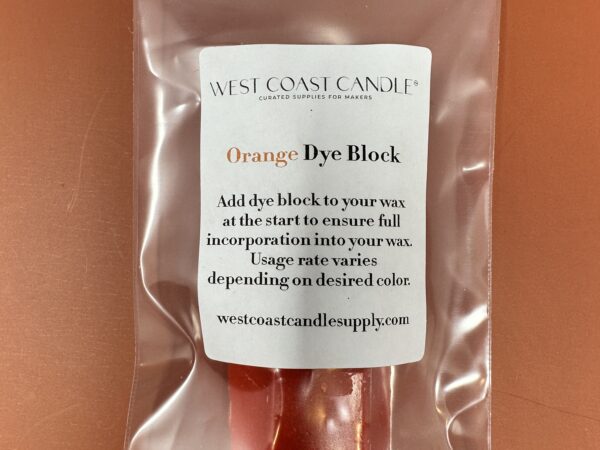 WEST COAST CANDLE®
CURATED SUPPLIES FOR MAKERS
Orange Dye Block
Add dye block to your wax
at the start to ensure full
incorporation into your wax.
Usage rate varies
depending on desired color.
westcoastcandlesupply.com